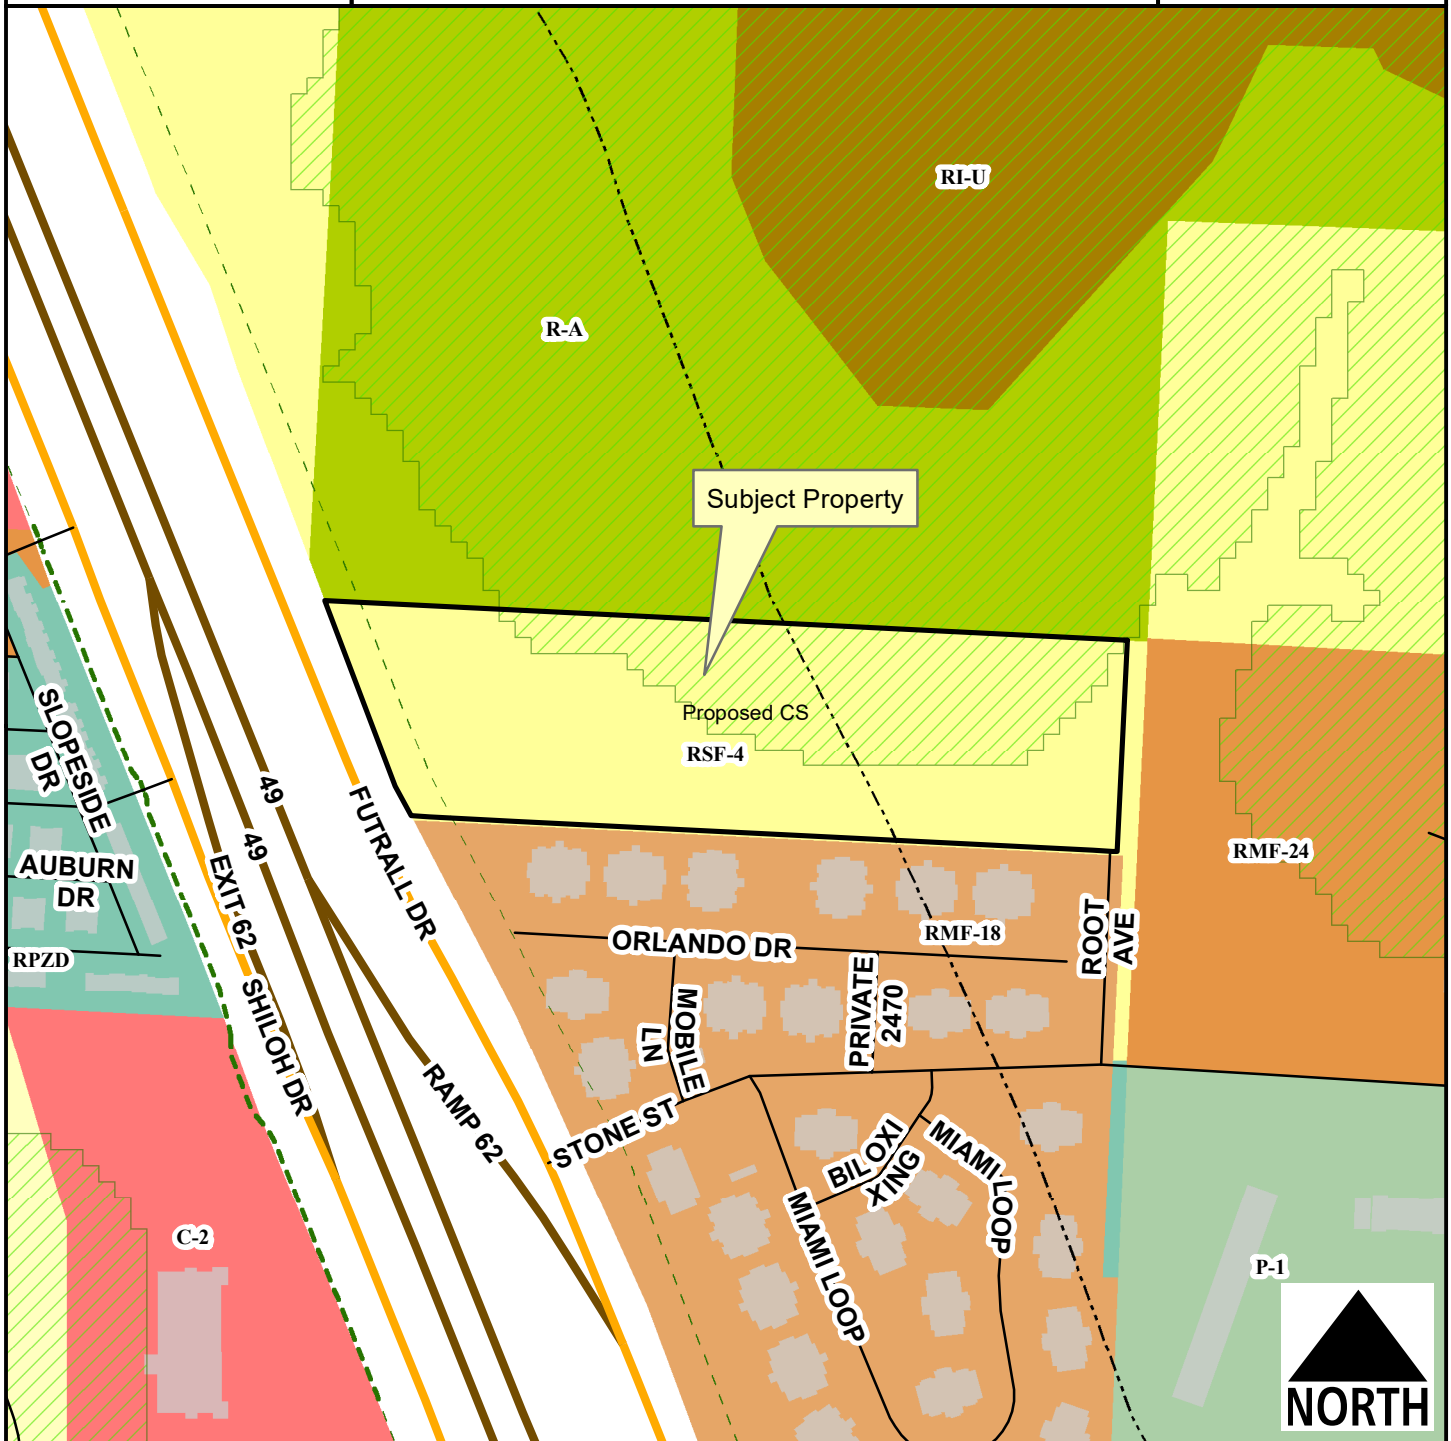 RI-U
R-A
Subject Property
Proposed CS
RSF-4
SLOPESIDE
DR
49
49
FUTRALL DR
AUBURN
DR
EXIT 62
RMF-24
RMF-18
ROOT
AVE
ORLANDO DR
RPZD
PRIVATE
2470
MOBILE
LN
SHILOH DR
RAMP 62
STONE ST
BILOXI
XING
MIAMI LOOP
MIAMI LOOP
C-2
P-1
NORTH